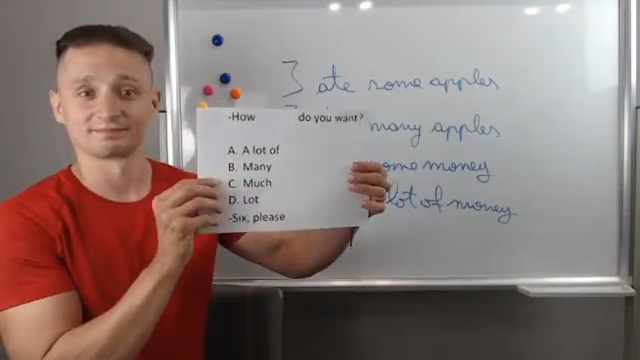 I ate some apples
many apples
ome money
lot of money
-How do you want?
A. A lot of
B. Many
C. Much
D. Lot
-Six, please